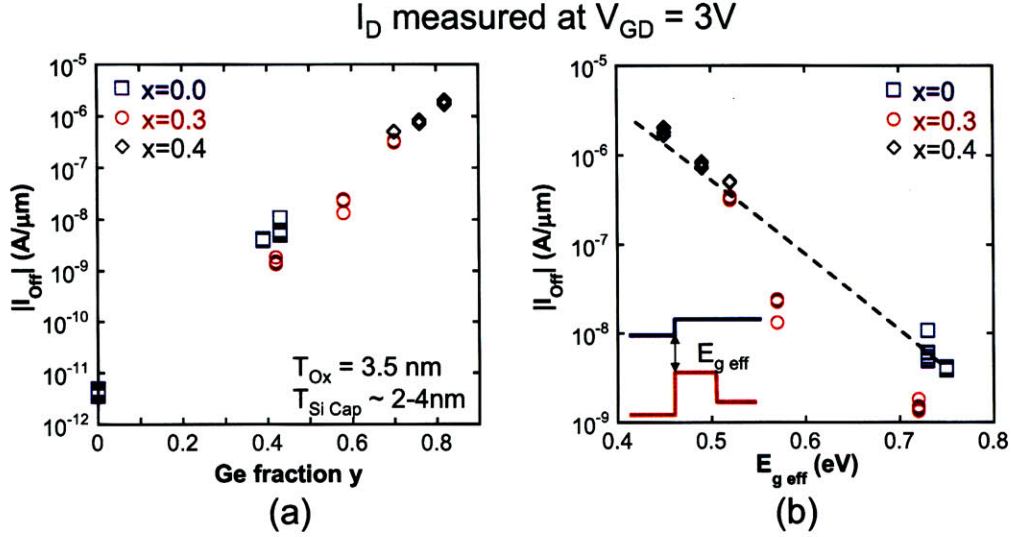 I_D measured at V_GD = 3V
10^-5
10^-6
10^-7
10^-8
10^-9
10^-10
10^-11
10^-12
|I_Off| (A/μm)
x=0.0
x=0.3
x=0.4
T_Ox = 3.5 nm
T_Si Cap ~ 2-4nm
0 0.2 0.4 0.6 0.8
Ge fraction y
(a)
10^-5
10^-6
10^-7
10^-8
10^-9
|I_Off| (A/μm)
x=0
x=0.3
x=0.4
E_g eff
0.4 0.5 0.6 0.7 0.8
E_g eff (eV)
(b)